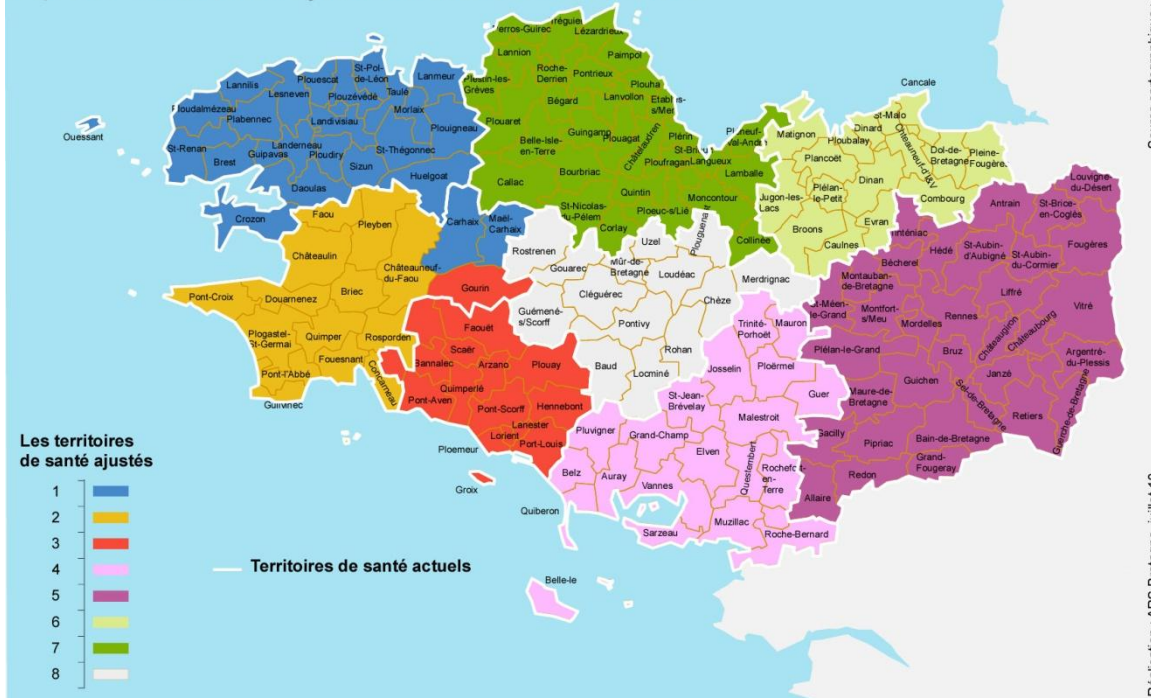 Perros-Guirec
Tréguier
Lézardrieux
Lannion
Paimpol
Roche-
Derrien
Pontrieux
Plestin-les-
Grèves
Plouha
Lanvollon
Bégard
Etables-
s/Mer
Plouaret
Guingamp
Plouagat
Châtelaudren
Belle-Isle-
en-Terre
Plérin
St-Brieuc
Pléneuf-
Val-André
Bourbriac
Ploufragan
Langueux
Lamballe
Callac
Quintin
Moncontour
St-Nicolas-
du-Pélem
Ploeuc-s/Lié
Corlay
Plouguenast
Collinée
St-Pol-
de-Léon
Plouescat
Lanmeur
Lannilis
Lesneven
Plouzévédé
Taulé
Ploudalmézeau
Plabennec
Landivisiau
Morlaix
Plouigneau
Ouessant
St-Renan
Landerneau
Guipavas
Ploudiry
St-Thégonnec
Brest
Sizun
Huelgoat
Daoulas
Crozon
Carhaix
Maël-
Carhaix
Faou
Pleyben
Châteaulin
Châteauneuf-
du-Faou
Pont-Croix
Douarnenez
Briec
Plogastel-
St-Germai
Quimper
Rosporden
Fouesnant
Pont-l'Abbé
Concarneau
Guilvinec
Gourin
Faouët
Scaër
Bannalec
Arzano
Plouay
Quimperlé
Pont-Aven
Pont-Scorff
Hennebont
Lanester
Lorient
Port-Louis
Ploemeur
Groix
Rostrenen
Uzel
Gouarec
Mûr-de-
Bretagne
Loudéac
Merdrignac
Cléguérec
Chèze
Guémené-
s/Scorff
Pontivy
Rohan
Baud
Locminé
Cancale
St-Malo
Matignon
Dinard
Ploubalay
Châteauneuf-d'I&V
Dol-de-
Bretagne
Pleine-
Fougère
Plancoët
Plélan-
le-Petit
Dinan
Combourg
Jugon-les-
Lacs
Broons
Evran
Caulnes
Louvigne-
du-Désert
Antrain
St-Brice-
en-Coglès
Tinténiac
Hédé
St-Aubin-
d'Aubigné
Fougères
Bécherel
St-Aubin-
du-Cormier
Montauban-
de-Bretagne
Liffré
St-Méen-
le-Grand
Montfort-
s/Meu
Rennes
Vitré
Mordelles
Châteaugiron
Châteaubourg
Plélan-le-Grand
Bruz
Argentré-
du-Plessis
Janzé
Maure-de-
Bretagne
Guichen
Sel-de-Bretagne
Retiers
Guerche-de-Bretagne
Gacilly
Pipriac
Bain-de-Bretagne
Grand-
Fougeray
Redon
Allaire
Trinité-
Porhoët
Mauron
Josselin
Ploërmel
Guer
St-Jean-
Brévelay
Malestroit
Pluvigner
Grand-Champ
Elven
Questembert
Rochefort-
en-
Terre
Belz
Auray
Vannes
Quiberon
Muzillac
Sarzeau
Roche-Bernard
Belle-le
Les territoires
de santé ajustés
1
2
3
4
5
6
7
8
Territoires de santé actuels